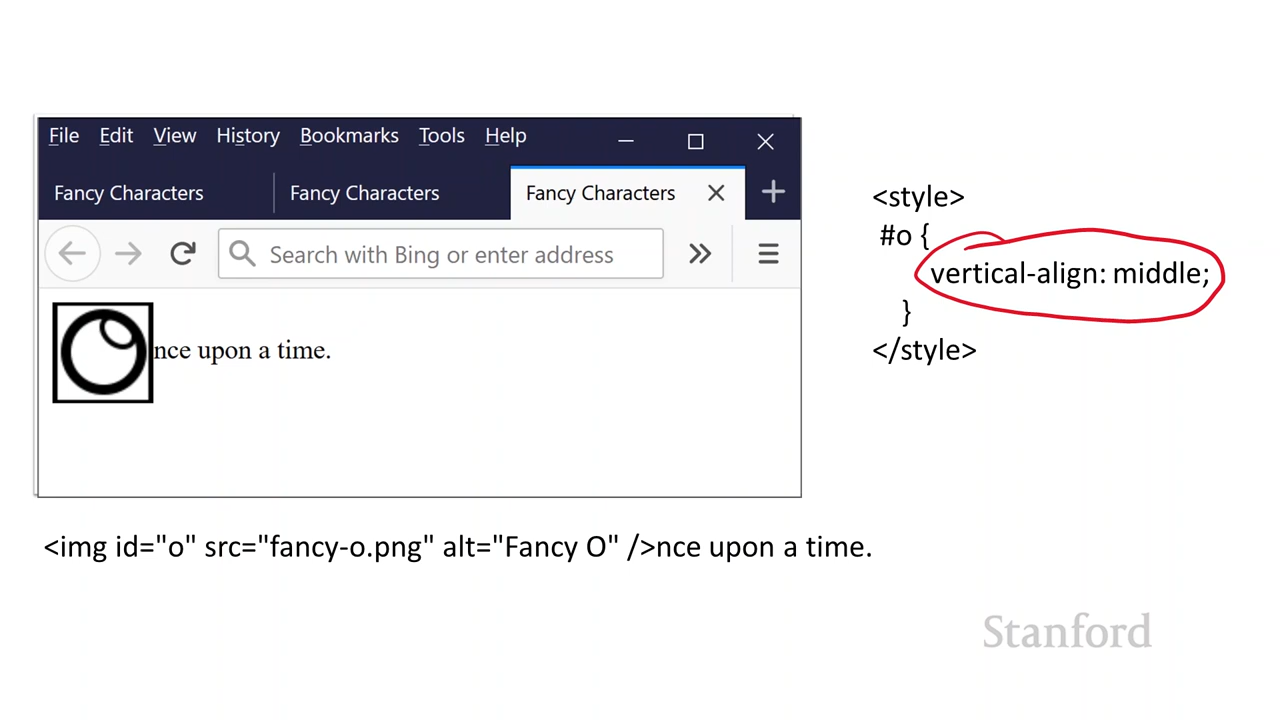 File Edit View History Bookmarks Tools Help
Fancy Characters Fancy Characters Fancy Characters
Search with Bing or enter address
nce upon a time.
<style>
#o {
vertical-align: middle;
}
</style>
<img id="o" src="fancy-o.png" alt="Fancy O" />nce upon a time.
Stanford